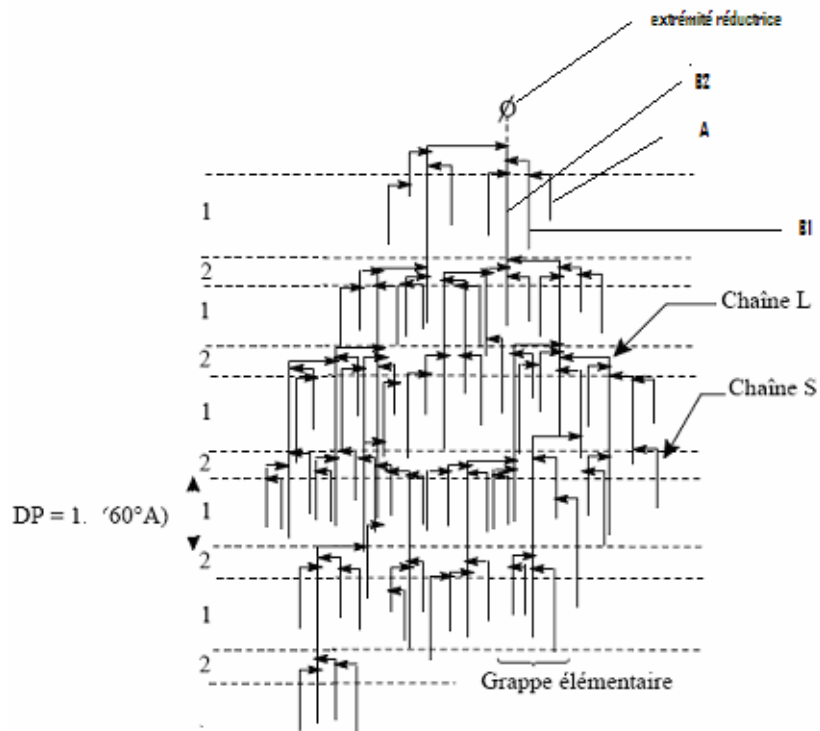 extrémité réductrice
B2
Ø
A
1
B1
2
1
Chaîne L
2
1
Chaîne S
2
DP = 1. (60°A)
1
2
1
Grappe élémentaire
2